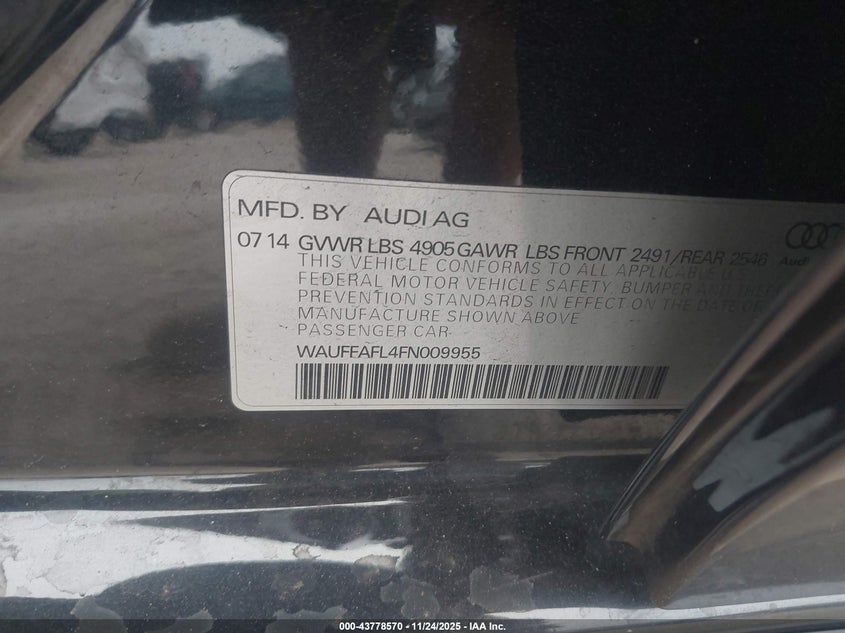 MFD. BY AUDI AG
07 14 GVWR LBS 4905 GAWR LBS FRONT 2491/REAR 2546
Audi
THIS VEHICLE CONFORMS TO ALL APPLICABLE U.S.
FEDERAL MOTOR VEHICLE SAFETY, BUMPER AND THEFT
PREVENTION STANDARDS IN EFFECT ON THE DATE OF
MANUFACTURE SHOWN ABOVE
PASSENGER CAR
WAUFFAFL4FN009955
000-43778570 - 11/24/2025 - IAA Inc.